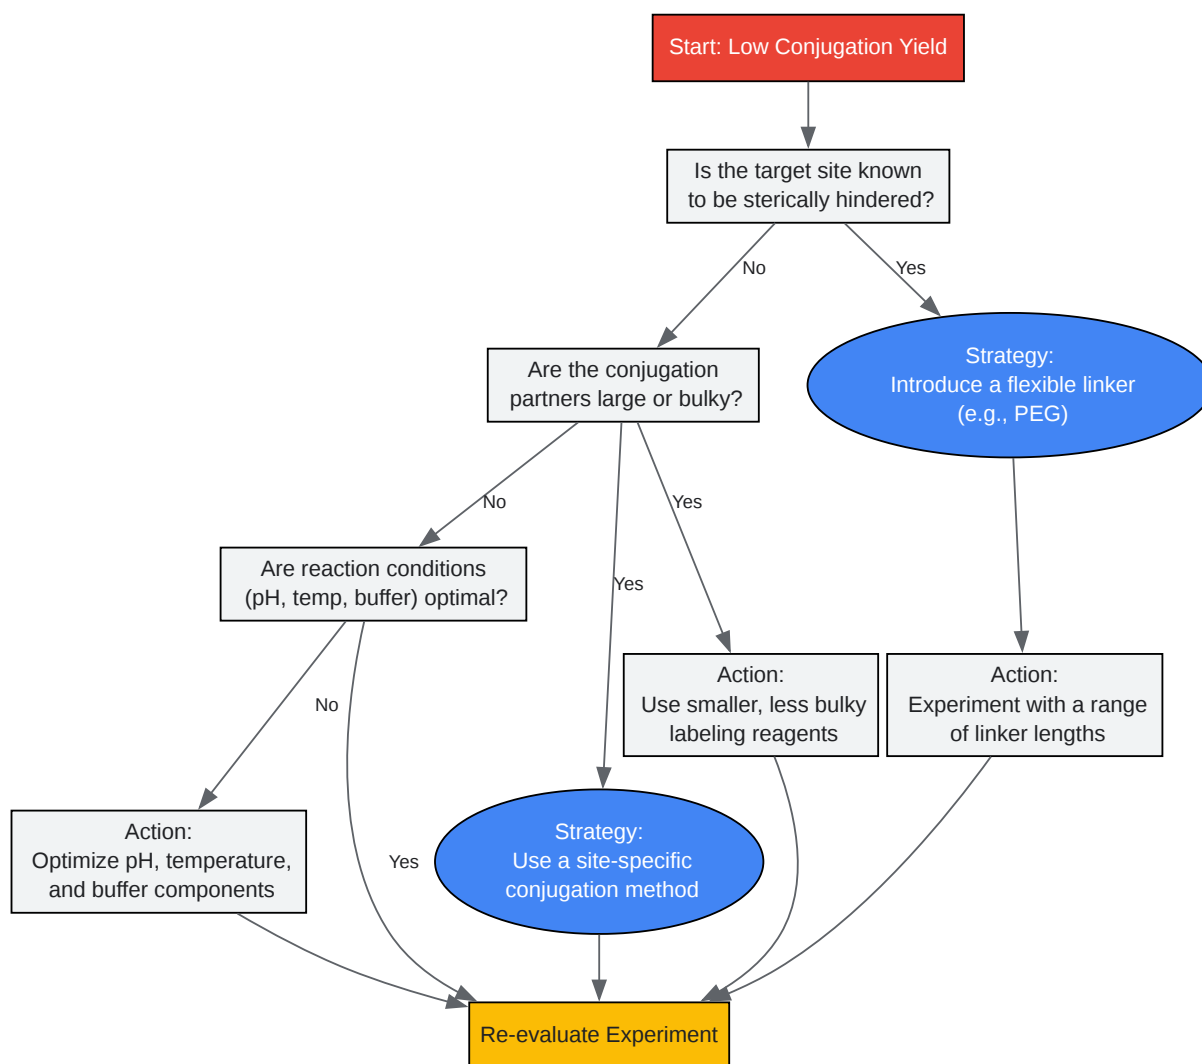 Start: Low Conjugation Yield
Is the target site known
to be sterically hindered?
No
Yes
Are the conjugation
partners large or bulky?
Strategy:
Introduce a flexible linker
(e.g., PEG)
No
Yes
Yes
Are reaction conditions
(pH, temp, buffer) optimal?
Action:
Use smaller, less bulky
labeling reagents
Action:
Experiment with a range
of linker lengths
No
Yes
Action:
Optimize pH, temperature,
and buffer components
Strategy:
Use a site-specific
conjugation method
Re-evaluate Experiment